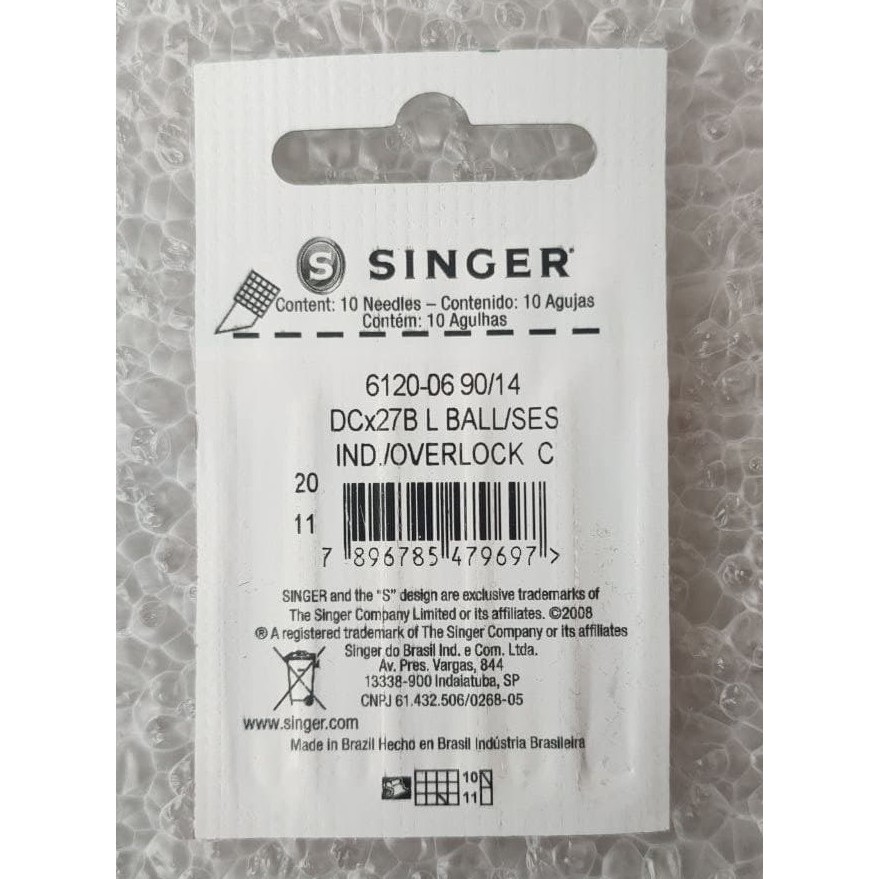 S SINGER®
Content: 10 Needles – Contenido: 10 Agujas
Contém: 10 Agulhas
6120-06 90/14
DCx27B L BALL/SES
IND./OVERLOCK C
20
11
7 896785 479697 >
SINGER and the "S" design are exclusive trademarks of
The Singer Company Limited or its affiliates. ©2008
® A registered trademark of The Singer Company or its affiliates
Singer do Brasil Ind. e Com. Ltda.
Av. Pres. Vargas, 844
13338-900 Indaiatuba, SP
CNPJ 61.432.506/0268-05
www.singer.com
Made in Brazil Hecho en Brasil Indústria Brasileira
10
11